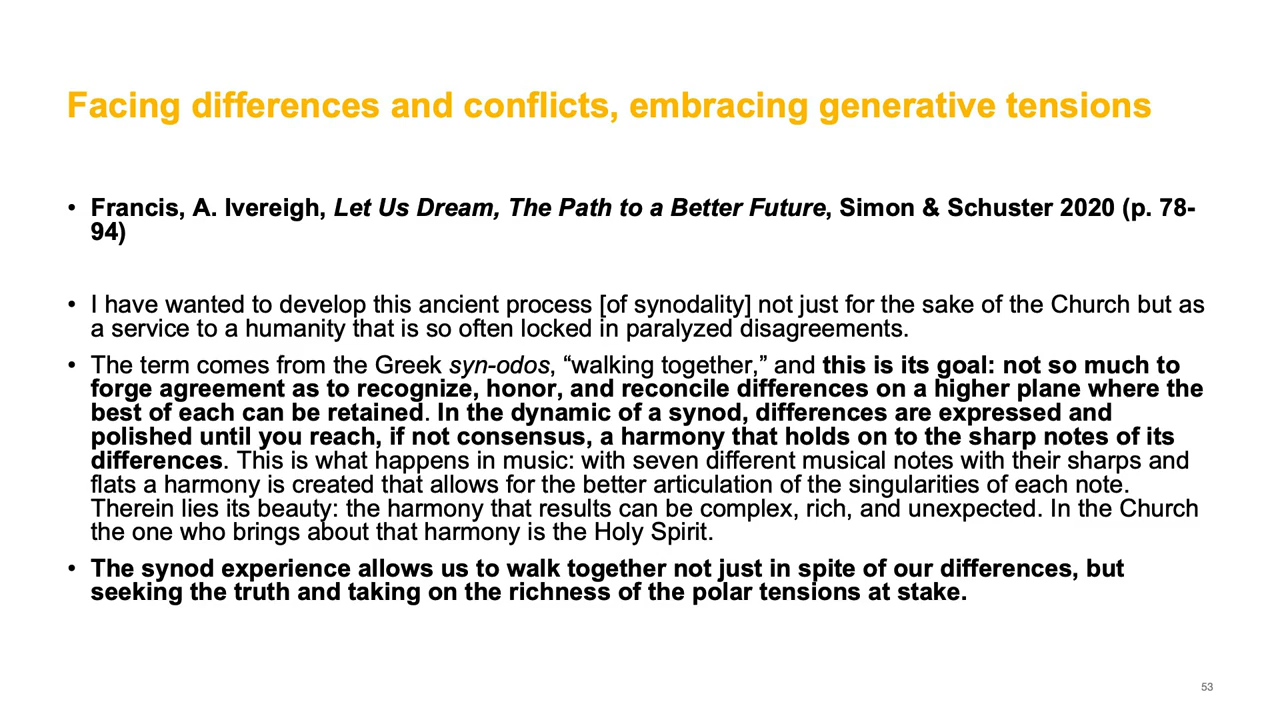 Facing differences and conflicts, embracing generative tensions
• Francis, A. Ivereigh, Let Us Dream, The Path to a Better Future, Simon & Schuster 2020 (p. 78-
94)
• I have wanted to develop this ancient process [of synodality] not just for the sake of the Church but as
a service to a humanity that is so often locked in paralyzed disagreements.
• The term comes from the Greek syn-odos, “walking together,” and this is its goal: not so much to
forge agreement as to recognize, honor, and reconcile differences on a higher plane where the
best of each can be retained. In the dynamic of a synod, differences are expressed and
polished until you reach, if not consensus, a harmony that holds on to the sharp notes of its
differences. This is what happens in music: with seven different musical notes with their sharps and
flats a harmony is created that allows for the better articulation of the singularities of each note.
Therein lies its beauty: the harmony that results can be complex, rich, and unexpected. In the Church
the one who brings about that harmony is the Holy Spirit.
• The synod experience allows us to walk together not just in spite of our differences, but
seeking the truth and taking on the richness of the polar tensions at stake.
53